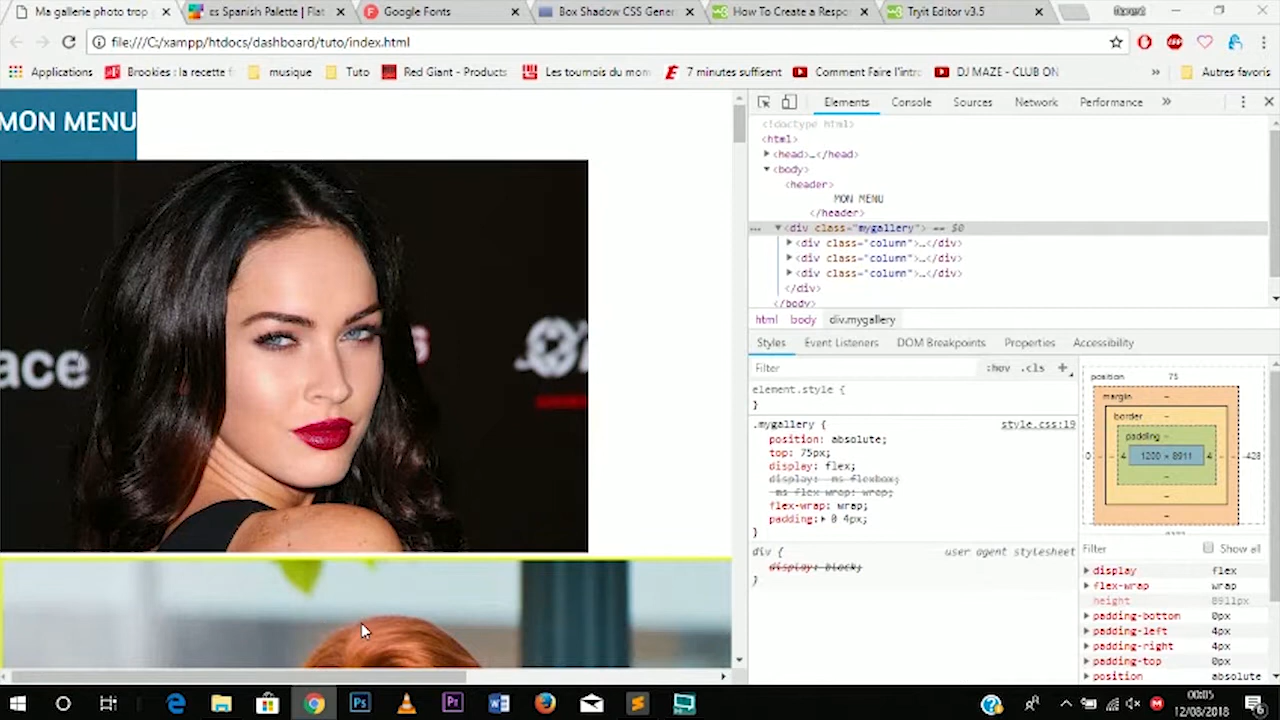 Ma gallerie photo trop
es Spanish Palette | Flat
Google Fonts
Box Shadow CSS Gener
How To Create a Respo
Tryit Editor v3.5
file:///C:/xampp/htdocs/dashboard/tuto/index.html
Applications
Brookies : la recette f
musique
Tuto
Red Giant - Products
Les tournois du mom
7 minutes suffisent
Comment Faire l'intro
DJ MAZE - CLUB ON
»
Autres favoris
MON MENU
ace
Elements Console Sources Network Performance »
<!doctype html>
<html>
<head>…</head>
<body>
<header>
MON MENU
</header>
<div class="mygallery"> == $0
<div class="column">…</div>
<div class="column">…</div>
<div class="column">…</div>
</div>
</body>
html body div.mygallery
Styles Event Listeners DOM Breakpoints Properties Accessibility
Filter :hov .cls +
element.style {
}
.mygallery { style.css:19
position: absolute;
top: 75px;
display: flex;
display: -ms-flexbox;
-ms-flex-wrap: wrap;
flex-wrap: wrap;
padding: 0 4px;
}
div { user agent stylesheet
display: block;
}
position 75
margin -
border -
padding -
0 - - 4 1200 × 8911 4 - - -428
-
-
-
Filter Show all
display flex
flex-wrap wrap
height 8911px
padding-bottom 0px
padding-left 4px
padding-right 4px
padding-top 0px
position absolute
00:05
12/08/2018